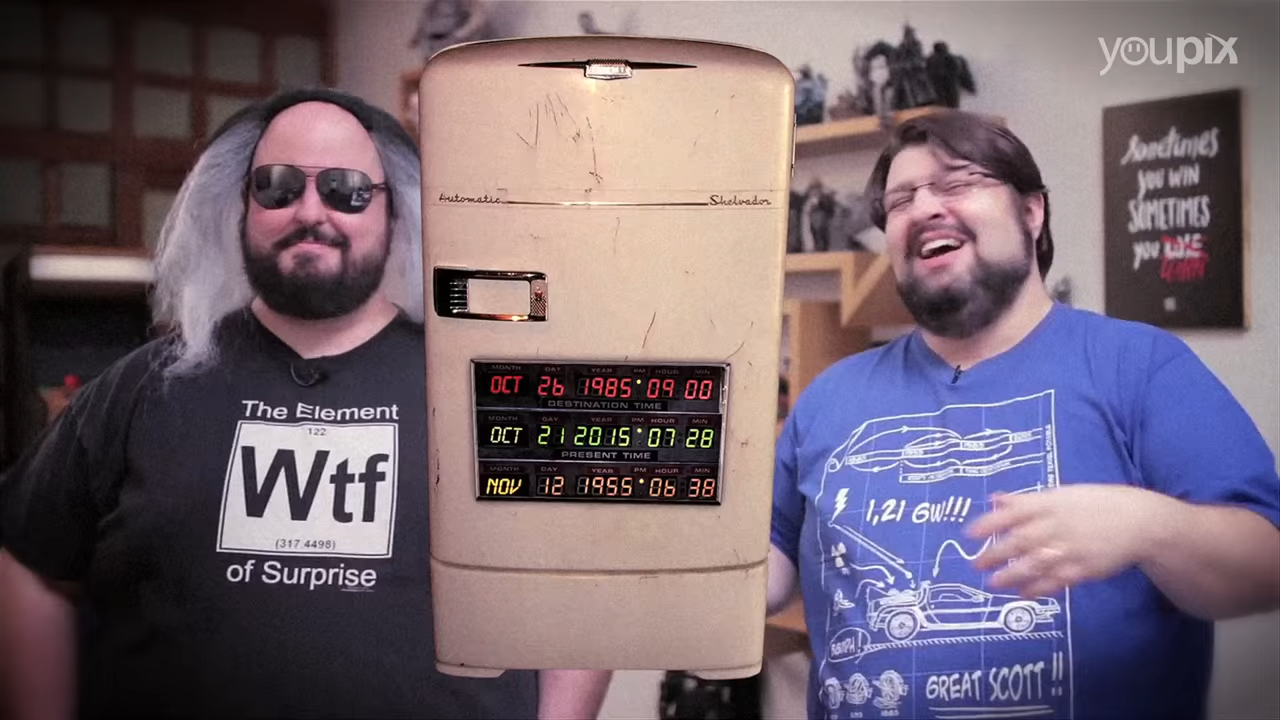 youPIX
Sometimes
YOU WIN
SOMETIMES
YOU
Automatic
Shelvador
MONTH DAY YEAR PM HOUR MIN
OCT 26 1985 09 00
DESTINATION TIME
MONTH DAY YEAR PM HOUR MIN
OCT 21 2015 07 28
PRESENT TIME
MONTH DAY YEAR PM HOUR MIN
NOV 12 1955 06 38
The Element
122
Wtf
(317.4498)
of Surprise
1,21 GW!!!
GREAT SCOTT!!